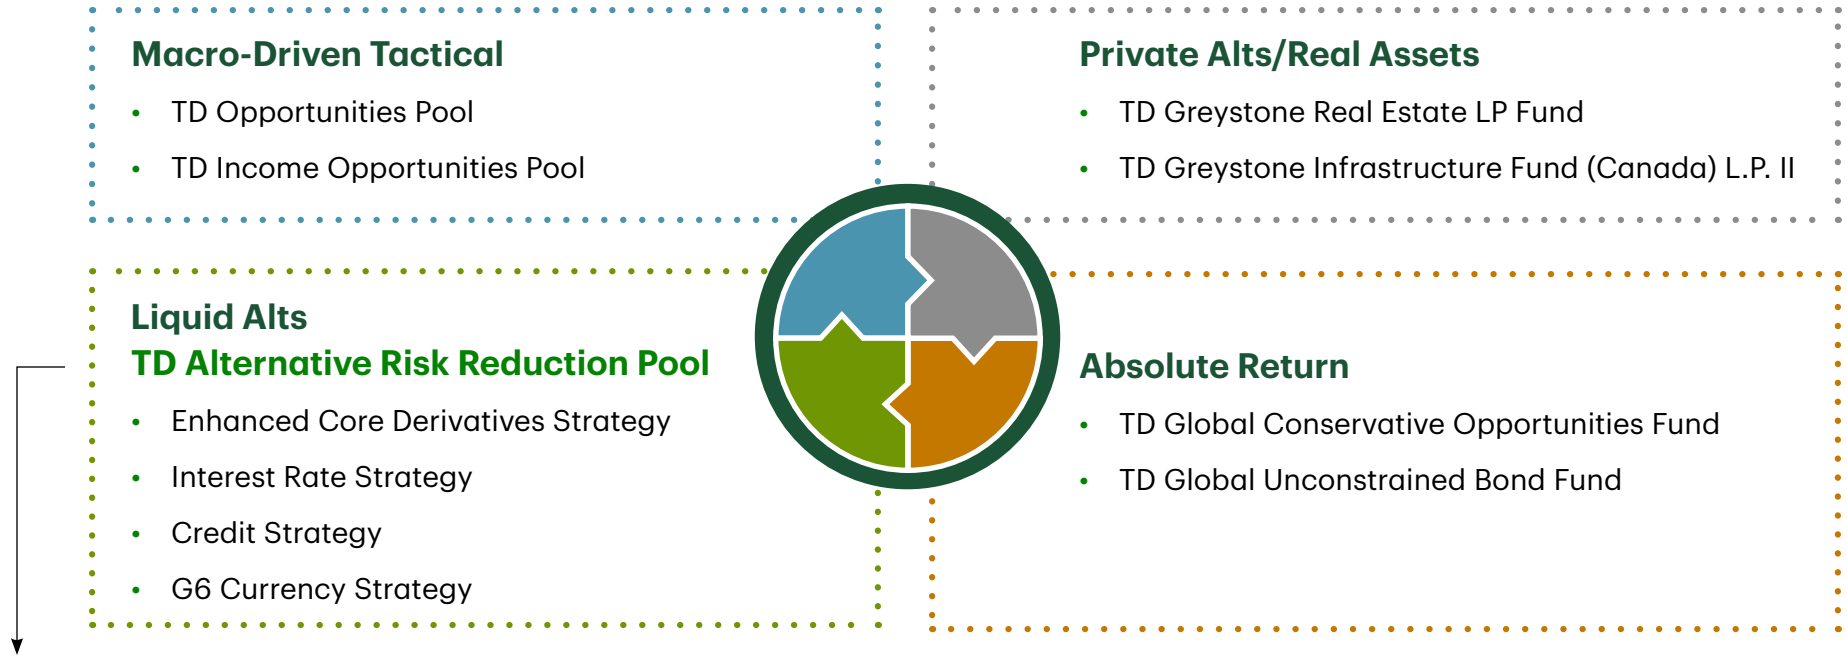 Macro-Driven Tactical
• TD Opportunities Pool
• TD Income Opportunities Pool
Private Alts/Real Assets
• TD Greystone Real Estate LP Fund
• TD Greystone Infrastructure Fund (Canada) L.P. II
Liquid Alts
TD Alternative Risk Reduction Pool
• Enhanced Core Derivatives Strategy
• Interest Rate Strategy
• Credit Strategy
• G6 Currency Strategy
Absolute Return
• TD Global Conservative Opportunities Fund
• TD Global Unconstrained Bond Fund